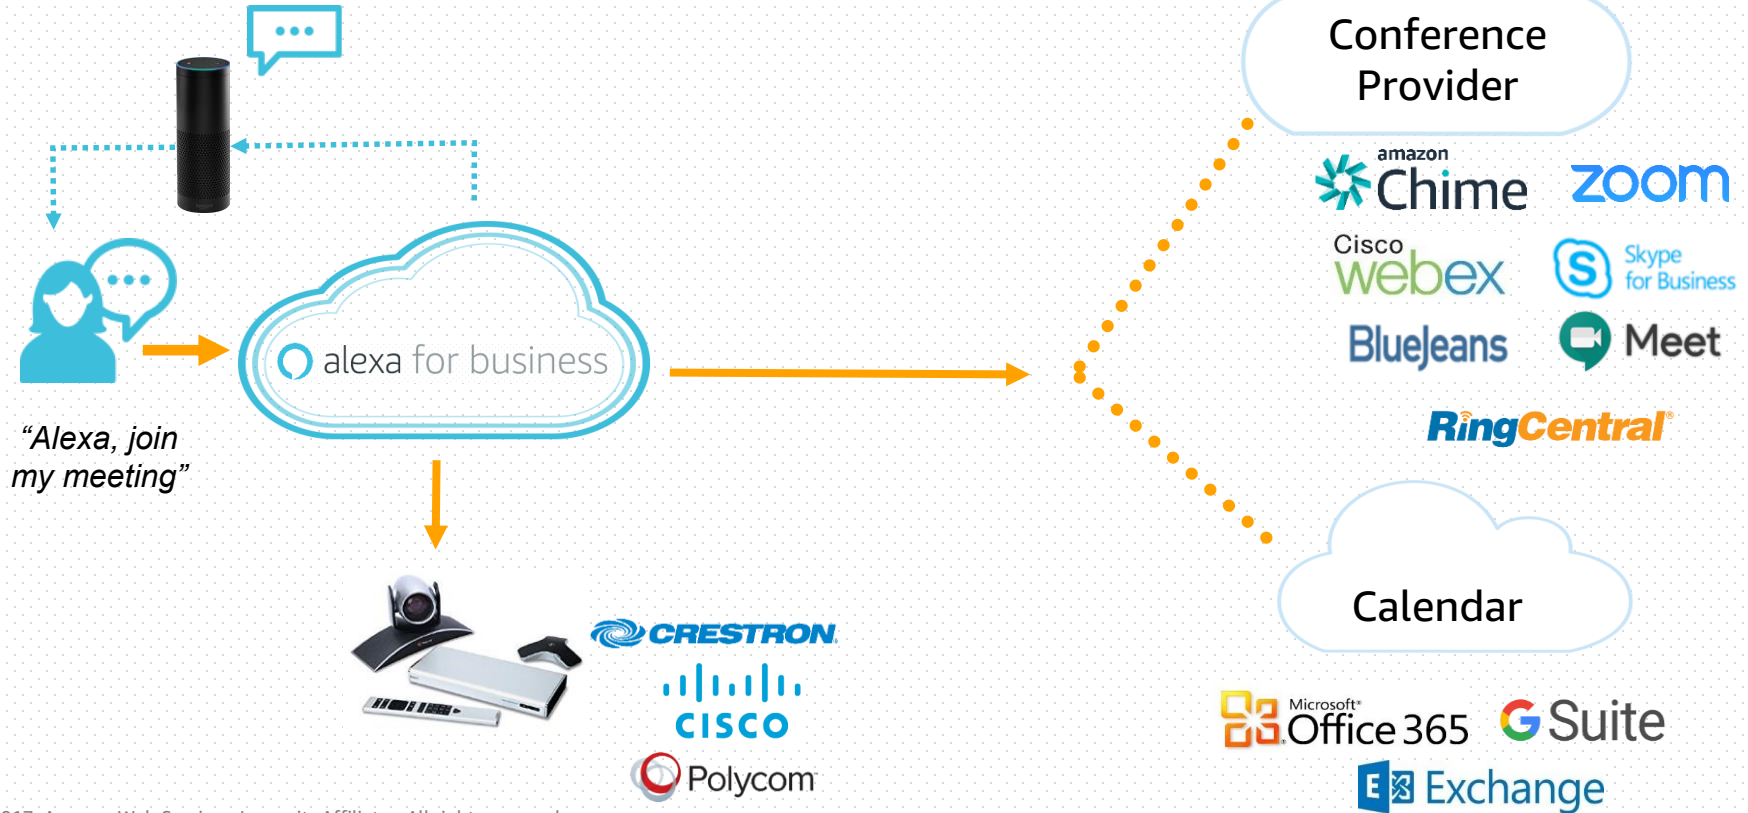 Conference
Provider
amazon
Chime
zoom
Cisco
webex
Skype
for Business
BlueJeans
Meet
RingCentral®
alexa for business
“Alexa, join
my meeting”
CRESTRON
CISCO
Polycom
Calendar
Microsoft®
Office 365
G Suite
E Exchange